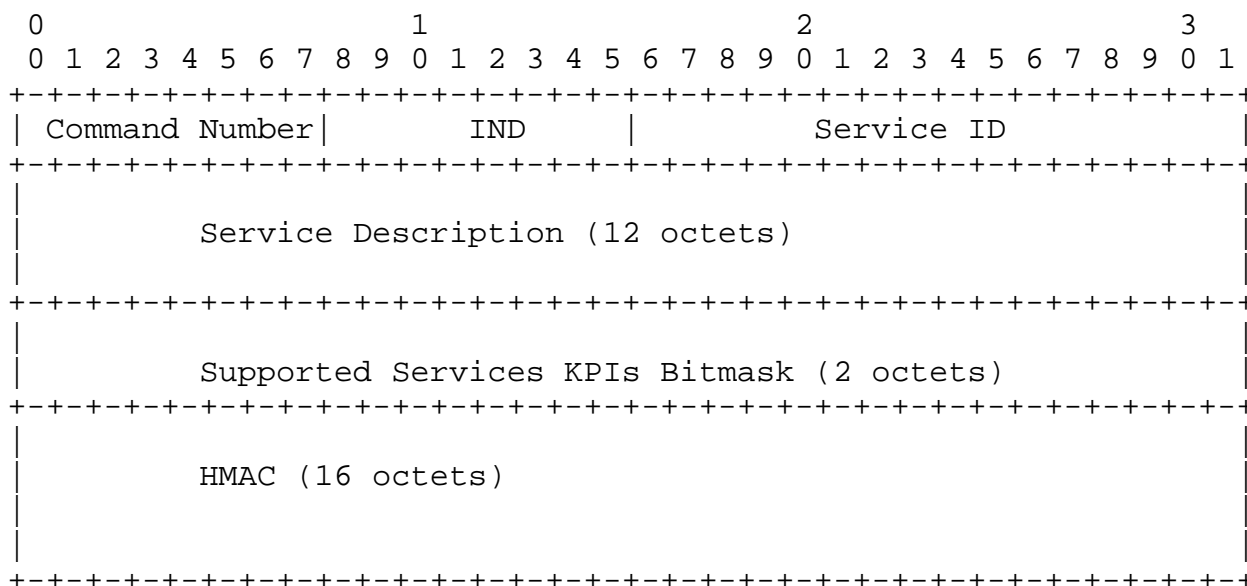 0                   1                   2                   3
 0 1 2 3 4 5 6 7 8 9 0 1 2 3 4 5 6 7 8 9 0 1 2 3 4 5 6 7 8 9 0 1
+-+-+-+-+-+-+-+-+-+-+-+-+-+-+-+-+-+-+-+-+-+-+-+-+-+-+-+-+-+-+-+-+
| Command Number|       IND     |         Service ID            |
+-+-+-+-+-+-+-+-+-+-+-+-+-+-+-+-+-+-+-+-+-+-+-+-+-+-+-+-+-+-+-+-+
|                                                               |
|         Service Description (12 octets)                       |
|                                                               |
+-+-+-+-+-+-+-+-+-+-+-+-+-+-+-+-+-+-+-+-+-+-+-+-+-+-+-+-+-+-+-+-+
|                                                               |
|         Supported Services KPIs Bitmask (2 octets)            |
+-+-+-+-+-+-+-+-+-+-+-+-+-+-+-+-+-+-+-+-+-+-+-+-+-+-+-+-+-+-+-+-+
|                                                               |
|         HMAC (16 octets)                                      |
|                                                               |
|                                                               |
+-+-+-+-+-+-+-+-+-+-+-+-+-+-+-+-+-+-+-+-+-+-+-+-+-+-+-+-+-+-+-+-+